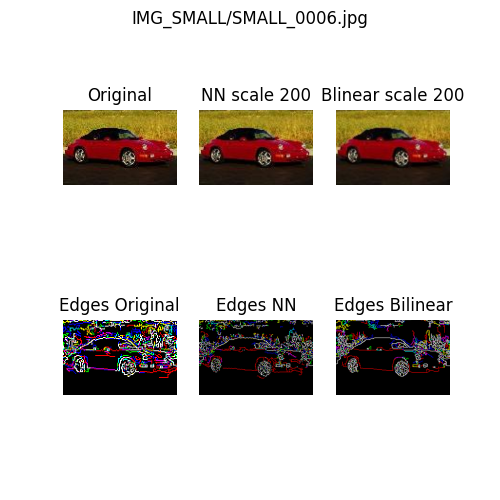 IMG_SMALL/SMALL_0006.jpg
Original
NN scale 200
Blinear scale 200
Edges Original
Edges NN
Edges Bilinear